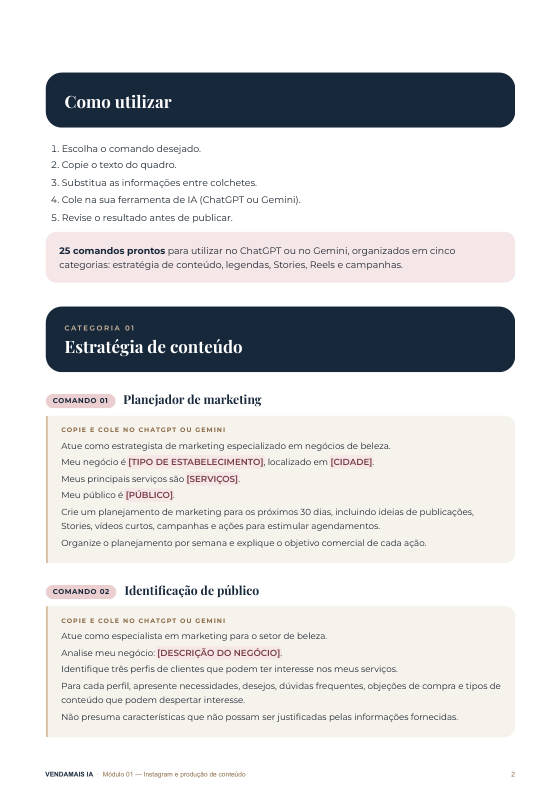 Como utilizar
1. Escolha o comando desejado.
2. Copie o texto do quadro.
3. Substitua as informações entre colchetes.
4. Cole na sua ferramenta de IA (ChatGPT ou Gemini).
5. Revise o resultado antes de publicar.
25 comandos prontos para utilizar no ChatGPT ou no Gemini, organizados em cinco
categorias: estratégia de conteúdo, legendas, Stories, Reels e campanhas.
CATEGORIA 01
Estratégia de conteúdo
COMANDO 01 Planejador de marketing
COPIE E COLE NO CHATGPT OU GEMINI
Atue como estrategista de marketing especializado em negócios de beleza.
Meu negócio é [TIPO DE ESTABELECIMENTO], localizado em [CIDADE].
Meus principais serviços são [SERVIÇOS].
Meu público é [PÚBLICO].
Crie um planejamento de marketing para os próximos 30 dias, incluindo ideias de publicações,
Stories, vídeos curtos, campanhas e ações para estimular agendamentos.
Organize o planejamento por semana e explique o objetivo comercial de cada ação.
COMANDO 02 Identificação de público
COPIE E COLE NO CHATGPT OU GEMINI
Atue como especialista em marketing para o setor de beleza.
Analise meu negócio: [DESCRIÇÃO DO NEGÓCIO].
Identifique três perfis de clientes que podem ter interesse nos meus serviços.
Para cada perfil, apresente necessidades, desejos, dúvidas frequentes, objeções de compra e tipos de
conteúdo que podem despertar interesse.
Não presuma características que não possam ser justificadas pelas informações fornecidas.
VENDAMAIS IA Módulo 01 — Instagram e produção de conteúdo 2